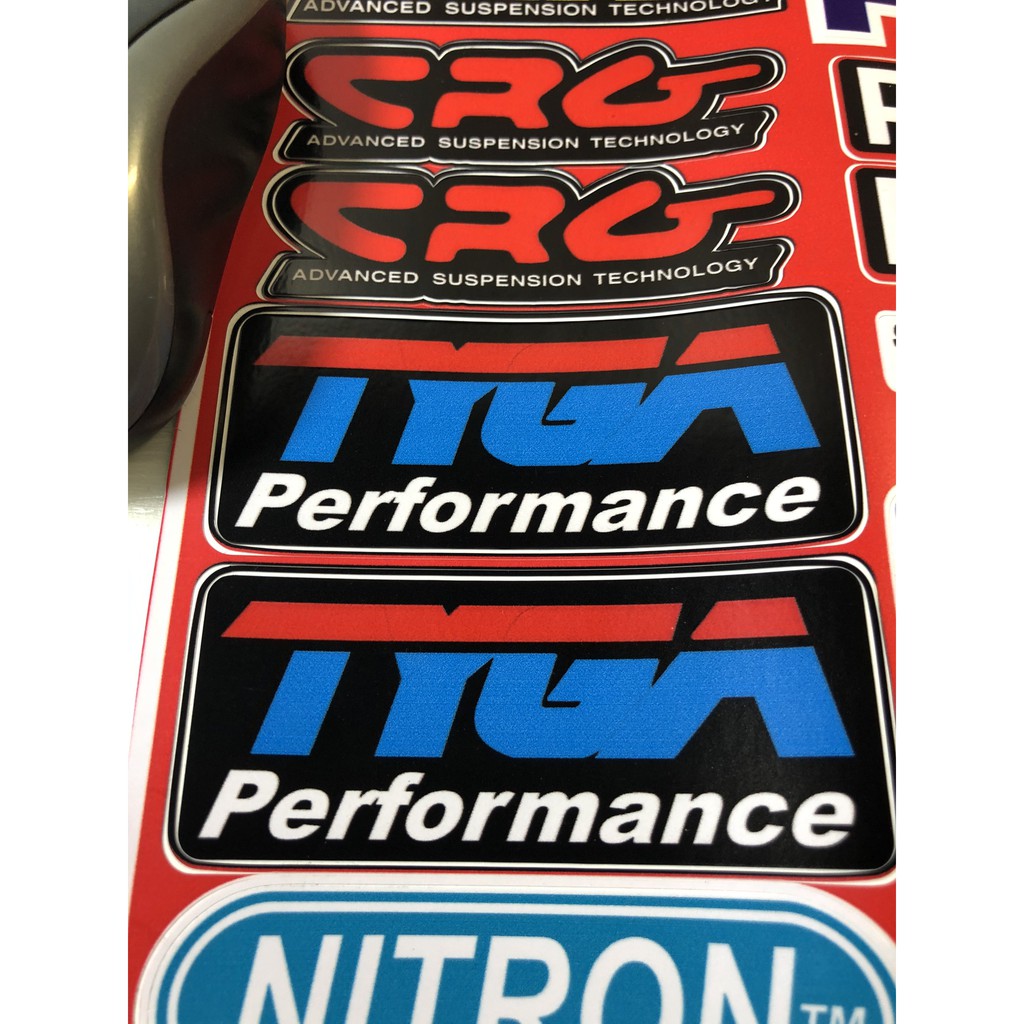 ADVANCED SUSPENSION TECHNOLOGY
CRG
ADVANCED SUSPENSION TECHNOLOGY
CRG
ADVANCED SUSPENSION TECHNOLOGY
TYGA
Performance
TYGA
Performance
NITRON™